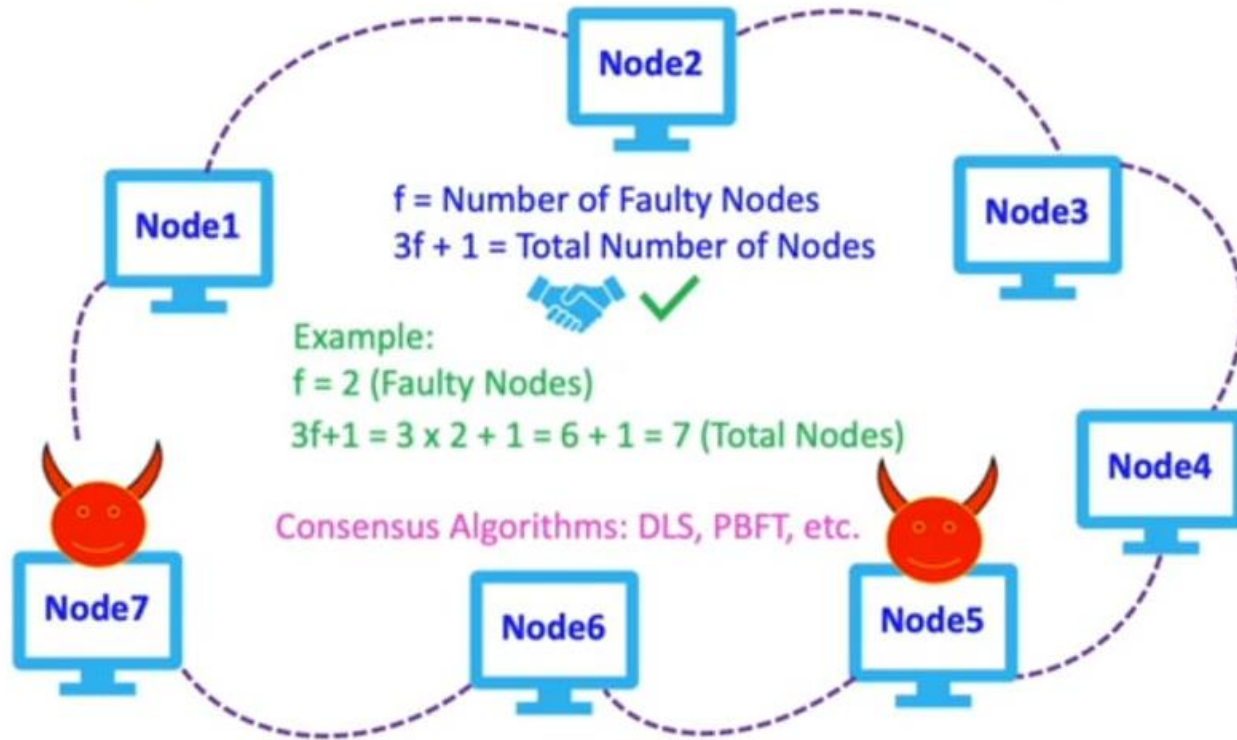 Node2
Node1
f = Number of Faulty Nodes
3f + 1 = Total Number of Nodes
Node3
Example:
f = 2 (Faulty Nodes)
3f+1 = 3 x 2 + 1 = 6 + 1 = 7 (Total Nodes)
Node4
Consensus Algorithms: DLS, PBFT, etc.
Node7
Node6
Node5